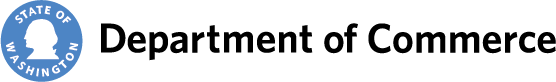 STATE OF
WASHINGTON
Department of Commerce